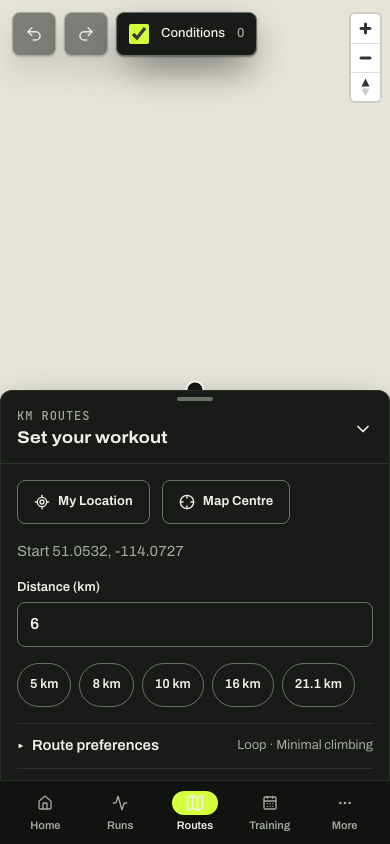 Conditions 0
KM ROUTES
Set your workout
My Location
Map Centre
Start 51.0532, -114.0727
Distance (km)
6
5 km
8 km
10 km
16 km
21.1 km
Route preferences
Loop · Minimal climbing
Home
Runs
Routes
Training
More